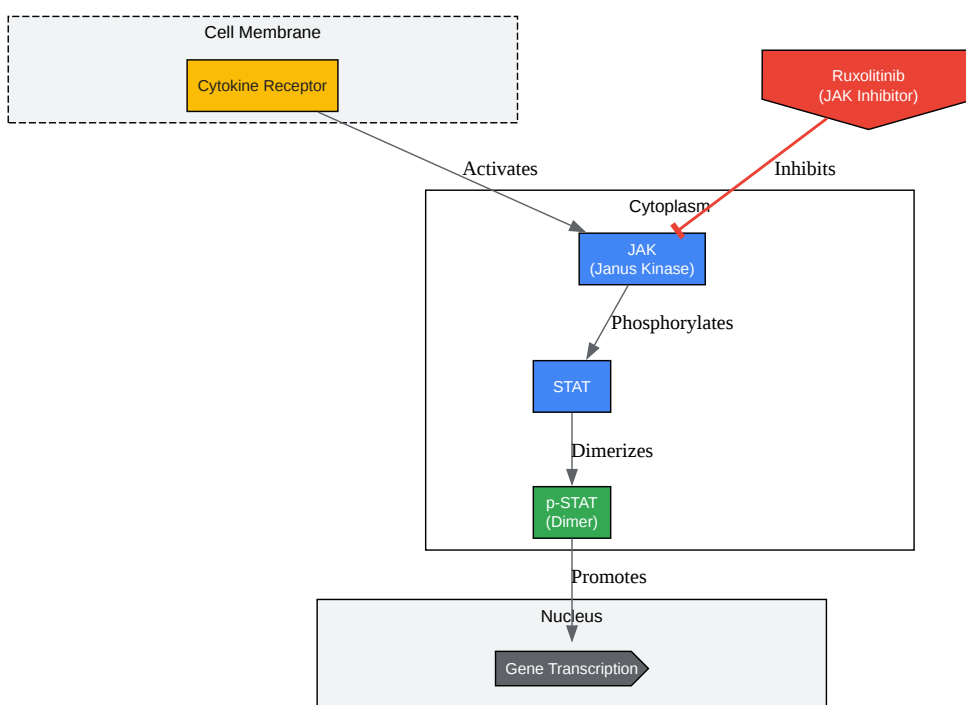 Cell Membrane
Cytokine Receptor
Ruxolitinib
(JAK Inhibitor)
Activates
Inhibits
Cytoplasm
JAK
(Janus Kinase)
Phosphorylates
STAT
Dimerizes
p-STAT
(Dimer)
Promotes
Nucleus
Gene Transcription